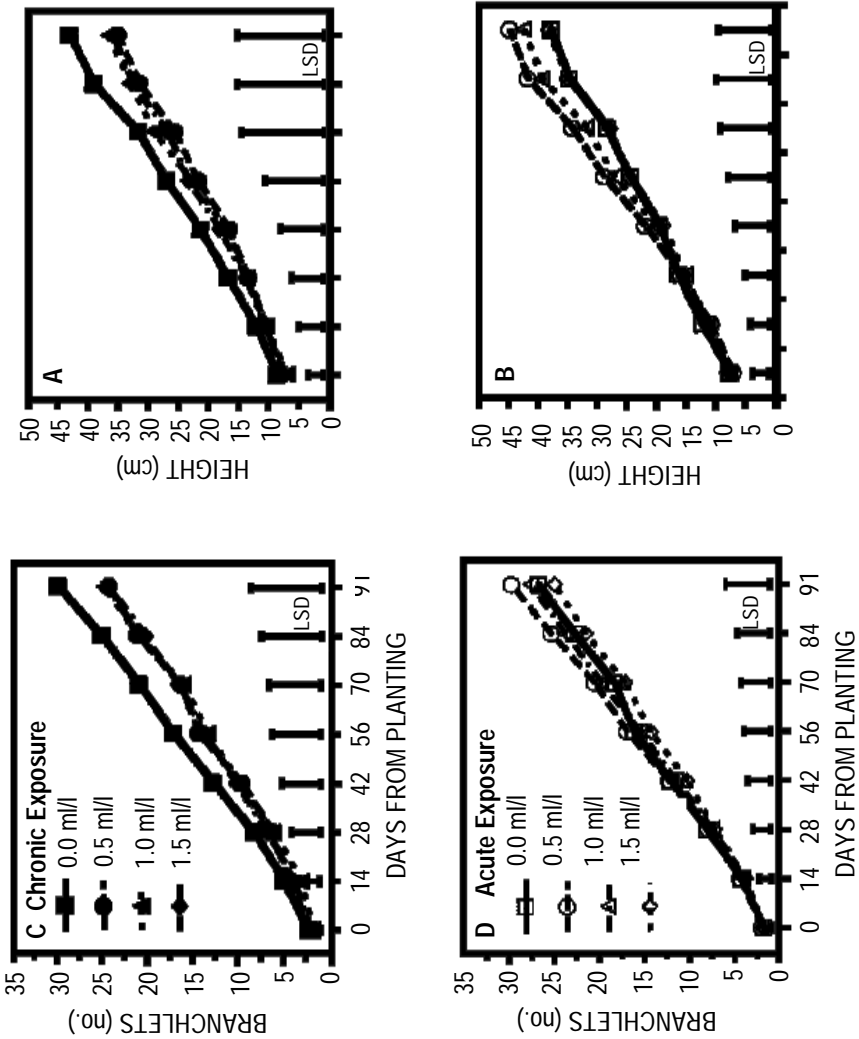 A
50
45
40
35
30
25
20
15
10
5
0
HEIGHT (cm)
LSD
B
50
45
40
35
30
25
20
15
10
5
0
HEIGHT (cm)
LSD
C Chronic Exposure
0.0 ml/l
0.5 ml/l
1.0 ml/l
1.5 ml/l
35
30
25
20
15
10
5
0
BRANCHLETS (no.)
LSD
0 14 28 42 56 70 84 91
DAYS FROM PLANTING
D Acute Exposure
0.0 ml/l
0.5 ml/l
1.0 ml/l
1.5 ml/l
30
25
20
15
10
5
0
BRANCHLETS (no.)
LSD
0 14 28 42 56 70 84 91
DAYS FROM PLANTING